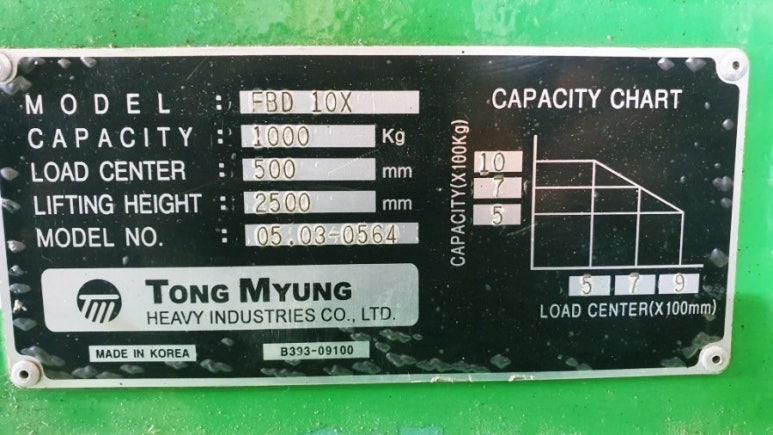 MODEL : FBD 10X
CAPACITY : 1000 Kg
LOAD CENTER : 500 mm
LIFTING HEIGHT : 2500 mm
MODEL NO. : 05.03-0564
TM TONG MYUNG
HEAVY INDUSTRIES CO., LTD.
MADE IN KOREA B393-09100
CAPACITY CHART
CAPACITY(X100Kg)
10
7
5
5 7 9
LOAD CENTER(X100mm)